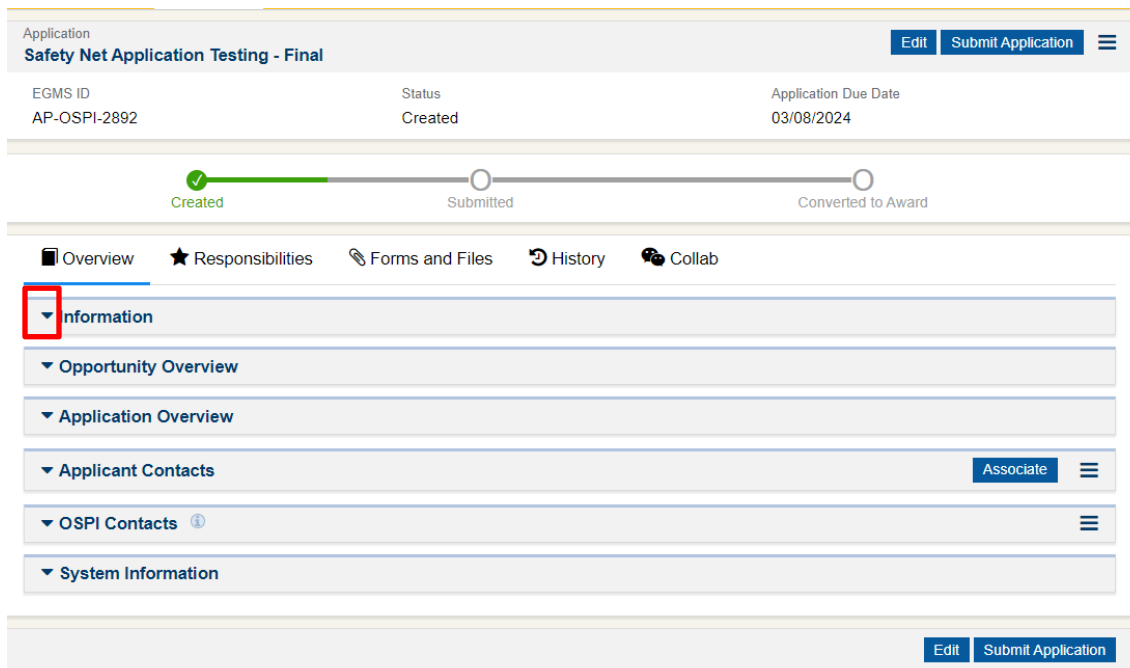 Application
Safety Net Application Testing - Final
Edit Submit Application
EGMS ID Status Application Due Date
AP-OSPI-2892 Created 03/08/2024
Created Submitted Converted to Award
Overview Responsibilities Forms and Files History Collab
Information
Opportunity Overview
Application Overview
Applicant Contacts Associate
OSPI Contacts
System Information
Edit Submit Application